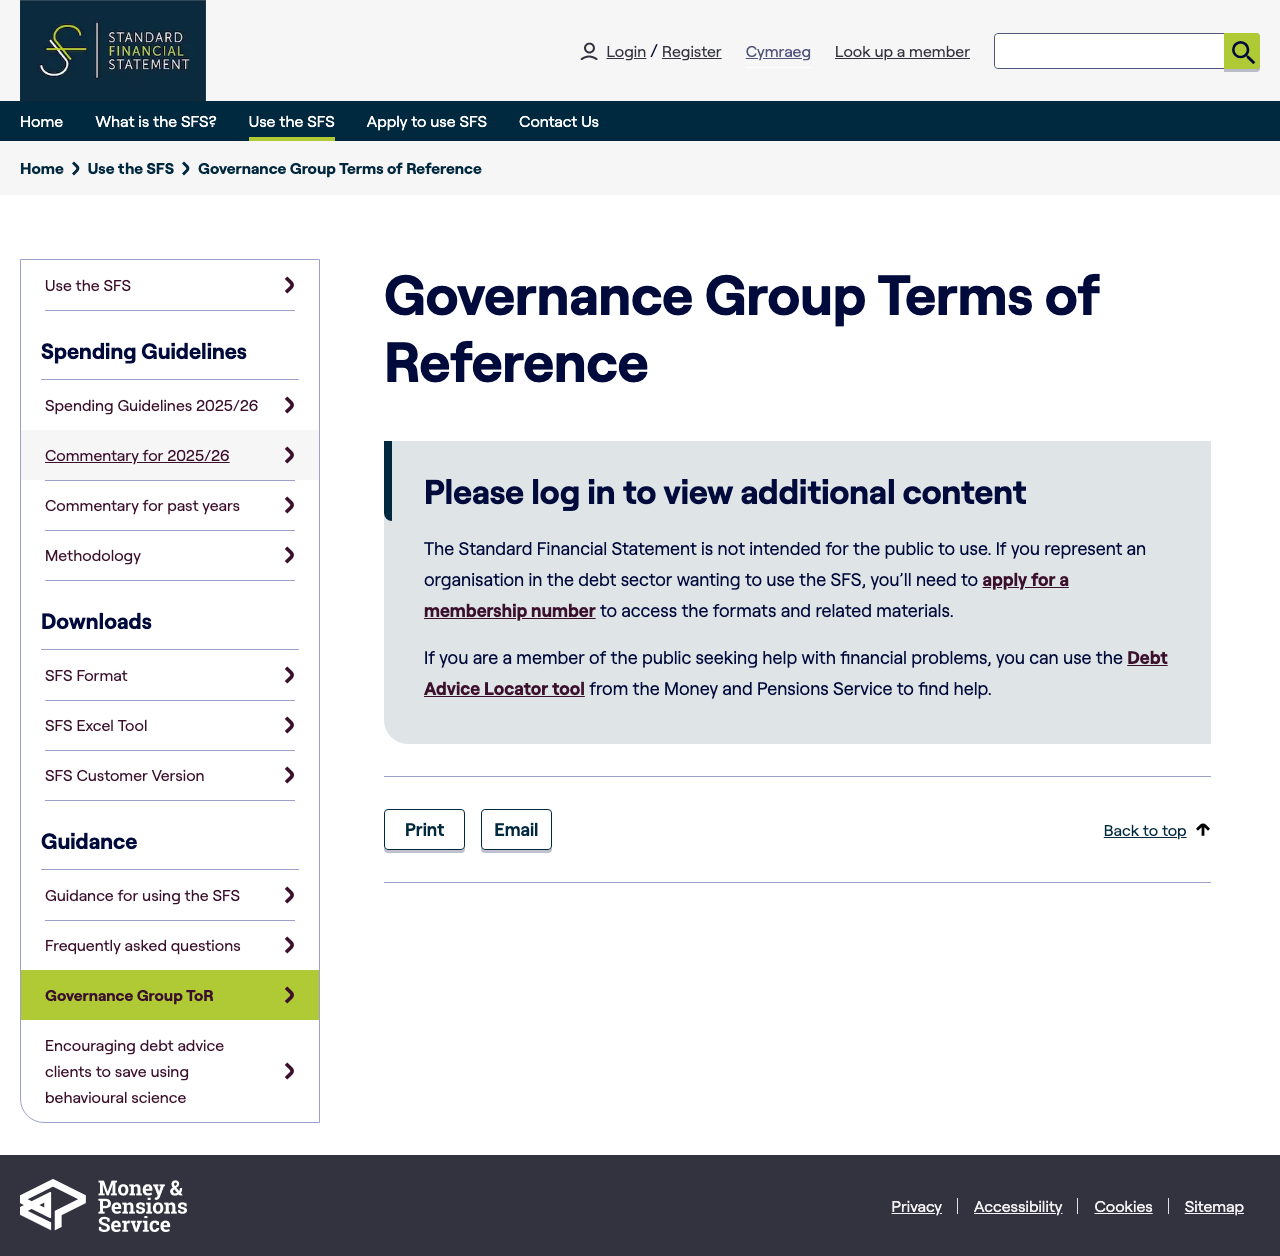 STANDARD
FINANCIAL
STATEMENT
Login / Register
Cymraeg
Look up a member
Home
What is the SFS?
Use the SFS
Apply to use SFS
Contact Us
Home
Use the SFS
Governance Group Terms of Reference
Use the SFS
Spending Guidelines
Spending Guidelines 2025/26
Commentary for 2025/26
Commentary for past years
Methodology
Downloads
SFS Format
SFS Excel Tool
SFS Customer Version
Guidance
Guidance for using the SFS
Frequently asked questions
Governance Group ToR
Encouraging debt advice
clients to save using
behavioural science
Governance Group Terms of
Reference
Please log in to view additional content
The Standard Financial Statement is not intended for the public to use. If you represent an
organisation in the debt sector wanting to use the SFS, you’ll need to apply for a
membership number to access the formats and related materials.
If you are a member of the public seeking help with financial problems, you can use the Debt
Advice Locator tool from the Money and Pensions Service to find help.
Print
Email
Back to top
Money &
Pensions
Service
Privacy
Accessibility
Cookies
Sitemap